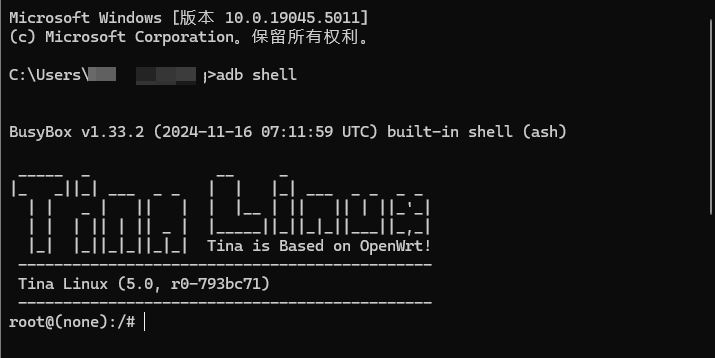 Microsoft Windows [版本 10.0.19045.5011]
(c) Microsoft Corporation。保留所有权利。
C:\Users\ >adb shell
BusyBox v1.33.2 (2024-11-16 07:11:59 UTC) built-in shell (ash)
Tina Linux
Tina is Based on OpenWrt!
----------------------------------------------
Tina Linux (5.0, r0-793bc71)
----------------------------------------------
root@(none):/#